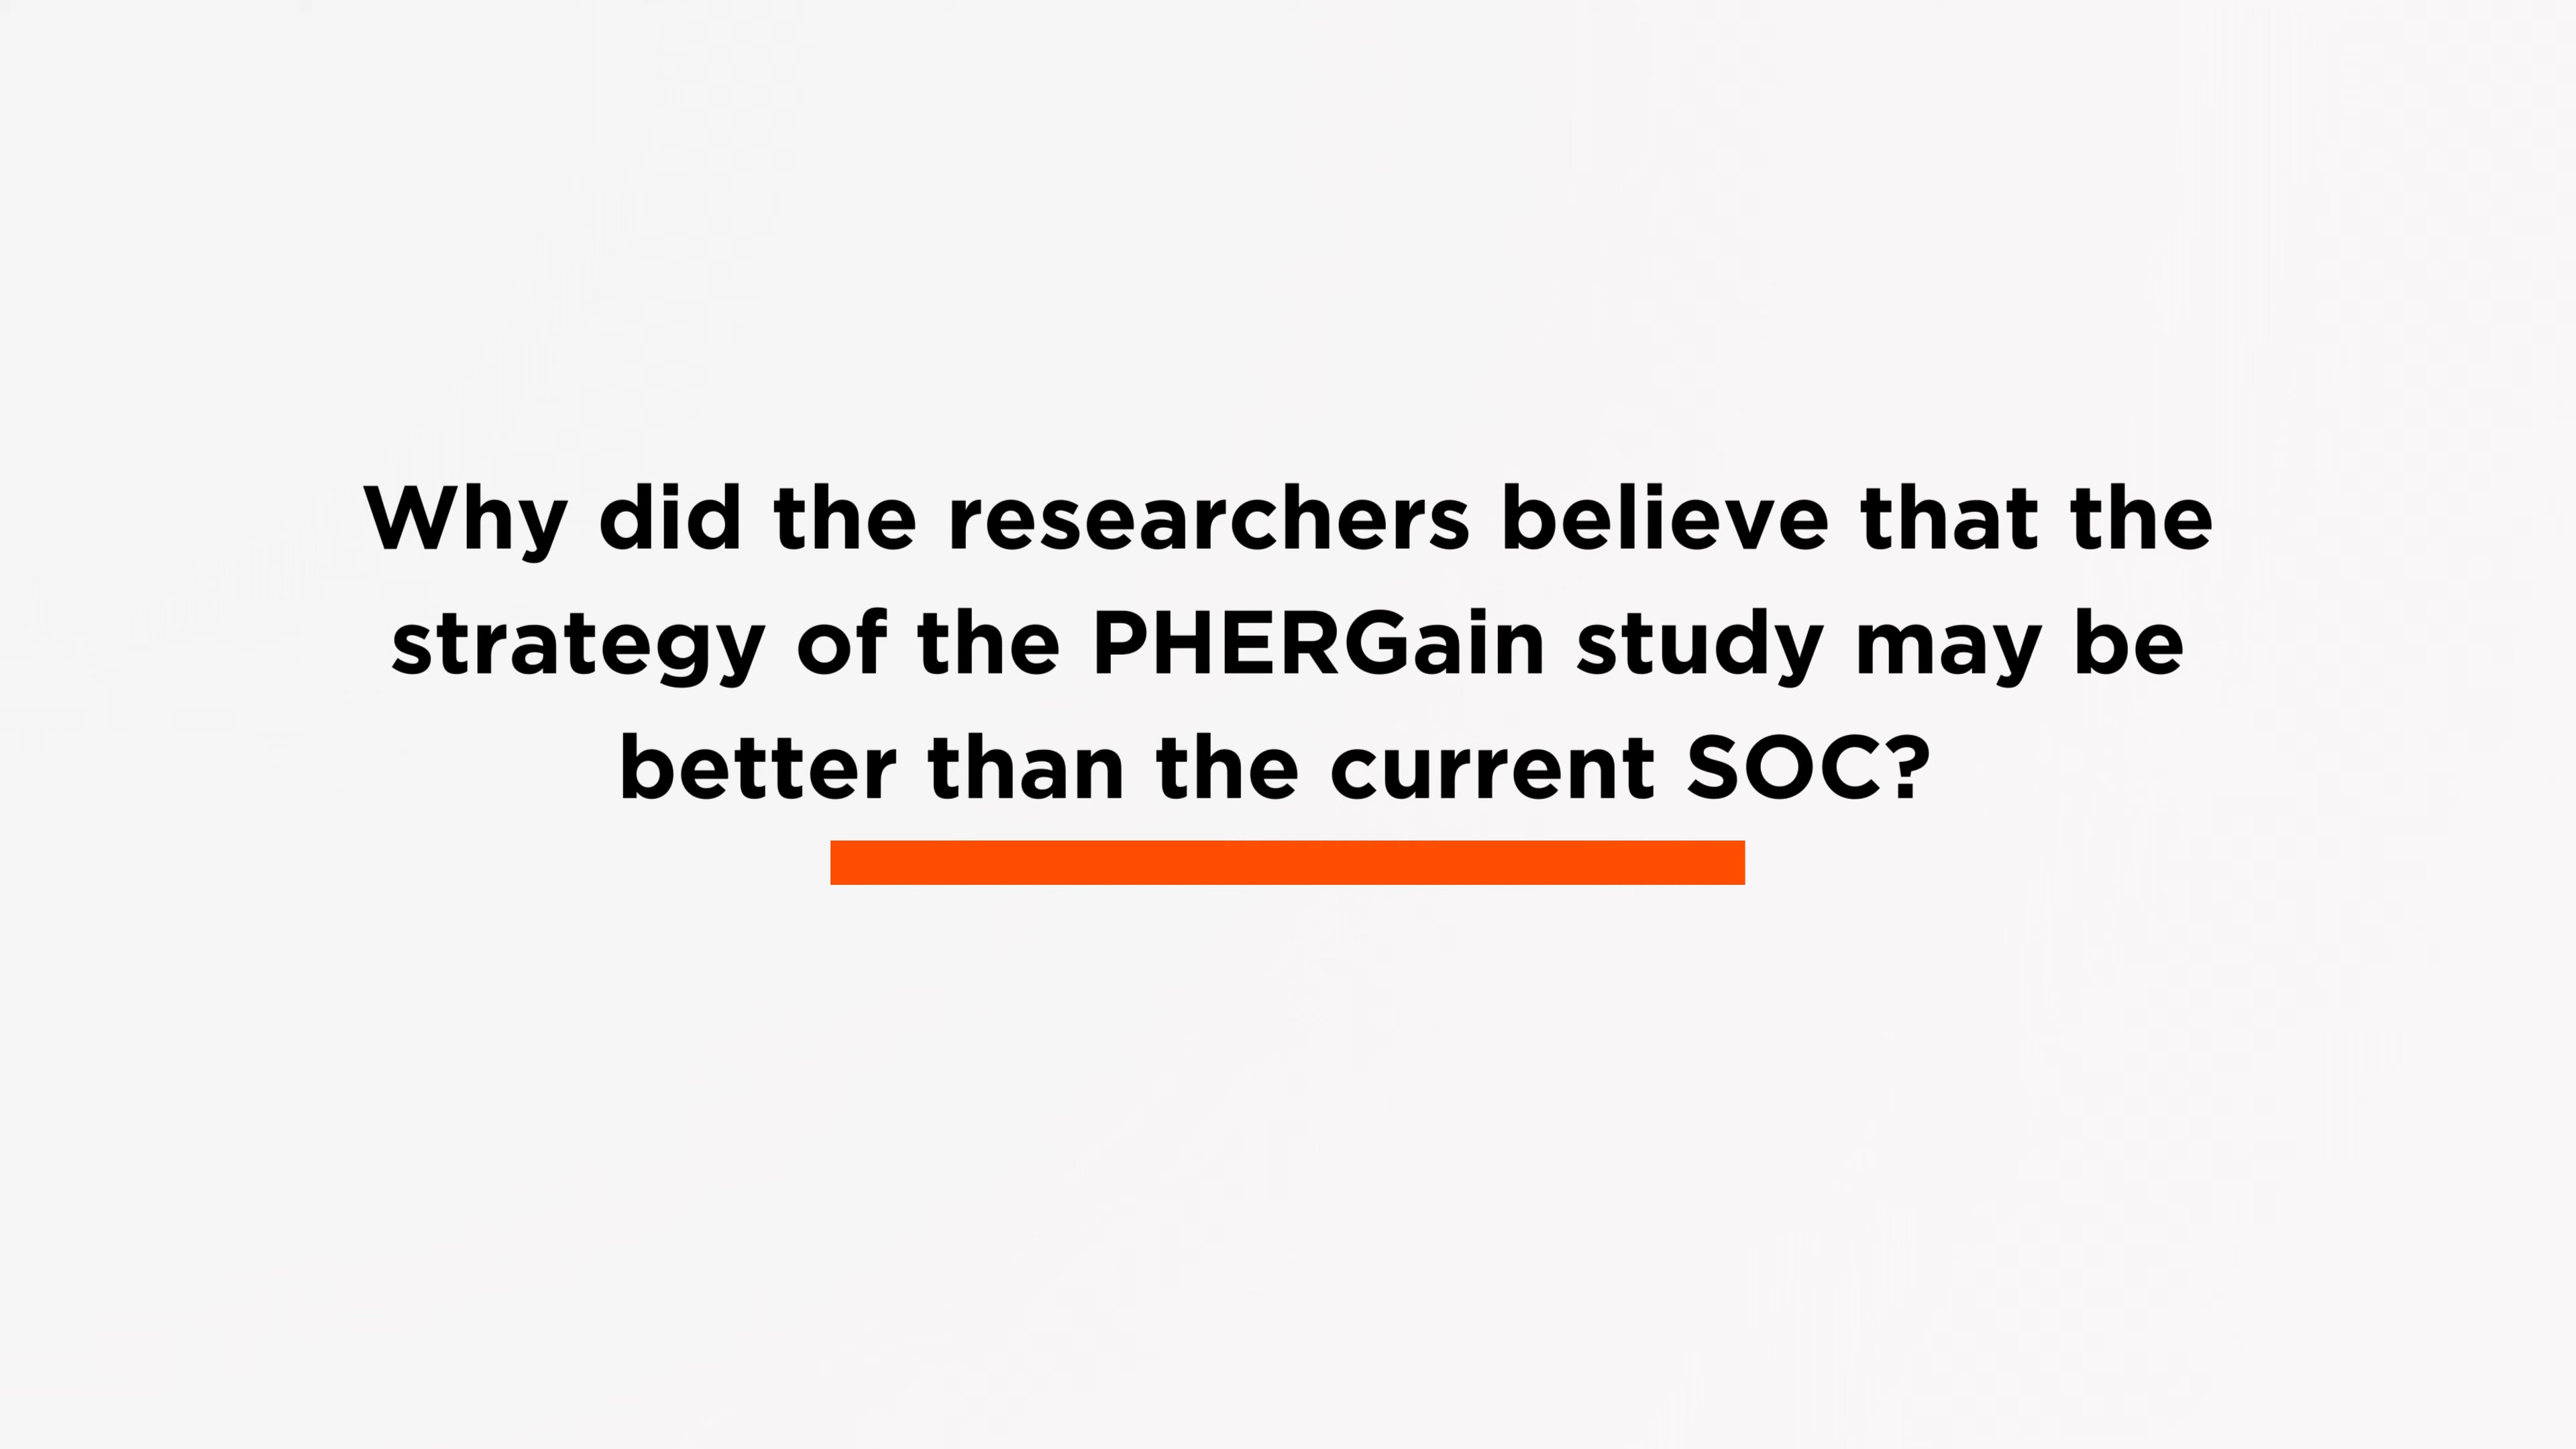 Why did the researchers believe that the
strategy of the PHERGain study may be
better than the current SOC?